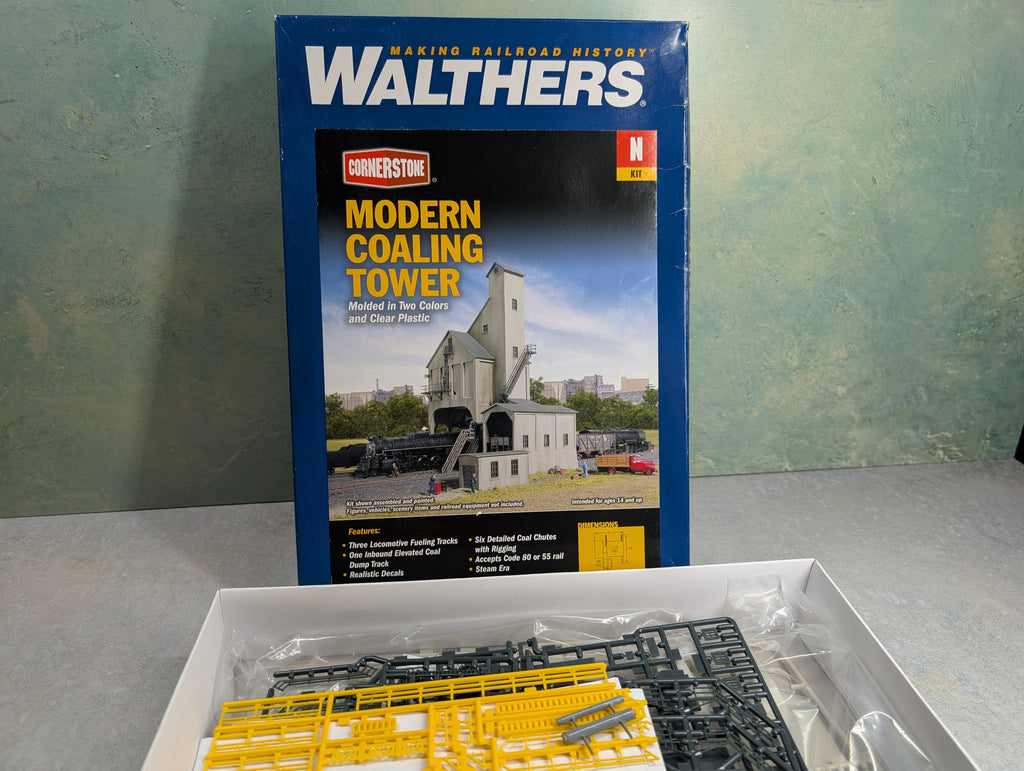 MAKING RAILROAD HISTORY™
WALTHERS®
CORNERSTONE®
N
KIT
MODERN
COALING
TOWER
Molded in Two Colors
and Clear Plastic
Kit shown assembled and painted.
Figures, vehicles, scenery items and railroad equipment not included.
Intended for ages 14 and up
Features:
• Three Locomotive Fueling Tracks
• One Inbound Elevated Coal
Dump Track
• Realistic Decals
• Six Detailed Coal Chutes
with Rigging
• Accepts Code 80 or 55 rail
• Steam Era
DIMENSIONS